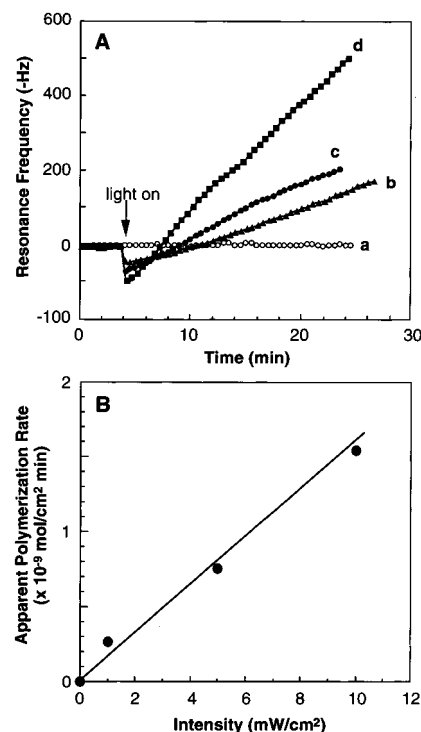 A
Resonance Frequency (-Hz)
600
400
200
0
-100
light on
d
c
b
a
0
10
20
30
Time (min)
B
Apparent Polymerization Rate
(x 10-9 mol/cm2 min)
2
1
0
0
2
4
6
8
10
12
Intensity (mW/cm2)